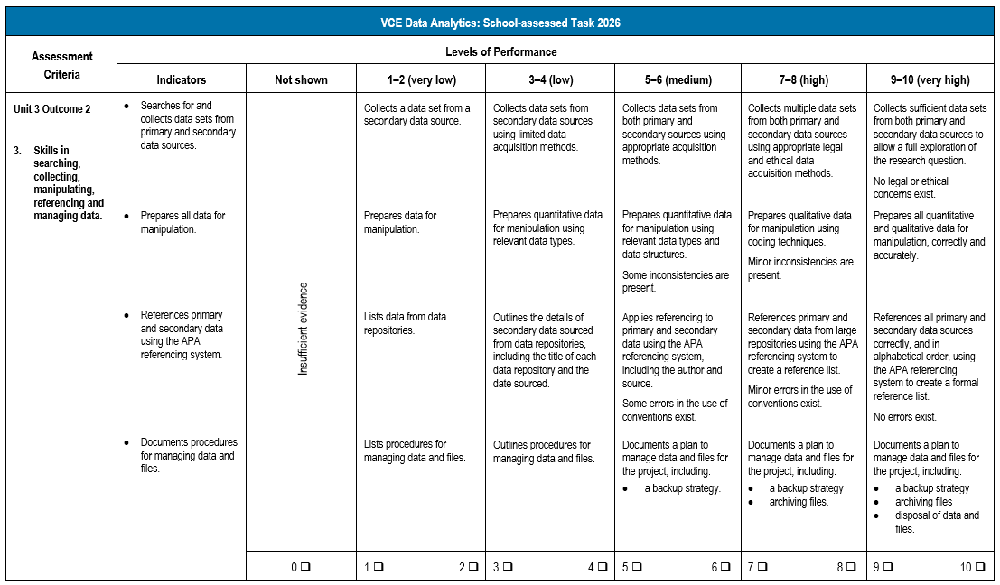 VCE Data Analytics: School-assessed Task 2026
Assessment
Criteria
Levels of Performance
Indicators
Not shown
1–2 (very low)
3–4 (low)
5–6 (medium)
7–8 (high)
9–10 (very high)
Unit 3 Outcome 2
3. Skills in
searching,
collecting,
manipulating,
referencing and
managing data.
• Searches for and
collects data sets from
primary and secondary
data sources.
Insufficient evidence
Collects a data set from a
secondary data source.
Collects data sets from
secondary data sources
using limited data
acquisition methods.
Collects data sets from
both primary and
secondary sources using
appropriate acquisition
methods.
Collects multiple data sets
from both primary and
secondary data sources
using appropriate legal
and ethical data
acquisition methods.
Collects sufficient data sets
from both primary and
secondary data sources to
allow a full exploration of
the research question.
No legal or ethical
concerns exist.
• Prepares all data for
manipulation.
Prepares data for
manipulation.
Prepares quantitative data
for manipulation using
relevant data types.
Prepares quantitative data
for manipulation using
relevant data types and
data structures.
Some inconsistencies are
present.
Prepares qualitative data
for manipulation using
coding techniques.
Minor inconsistencies are
present.
Prepares all quantitative
and qualitative data for
manipulation, correctly and
accurately.
• References primary
and secondary data
using the APA
referencing system.
Lists data from data
repositories.
Outlines the details of
secondary data sourced
from data repositories,
including the title of each
data repository and the
date sourced.
Applies referencing to
primary and secondary
data using the APA
referencing system,
including the author and
source.
Some errors in the use of
conventions exist.
References primary and
secondary data from large
repositories using the APA
referencing system to
create a reference list.
Minor errors in the use of
conventions exist.
References all primary and
secondary data sources
correctly, and in
alphabetical order, using
the APA referencing
system to create a formal
reference list.
No errors exist.
• Documents procedures
for managing data and
files.
Lists procedures for
managing data and files.
Outlines procedures for
managing data and files.
Documents a plan to
manage data and files for
the project, including:
• a backup strategy.
Documents a plan to
manage data and files for
the project, including:
• a backup strategy
• archiving files.
Documents a plan to
manage data and files for
the project, including:
• a backup strategy
• archiving files
• disposal of data and
files.
0 ❑
1 ❑ 2 ❑
3 ❑ 4 ❑
5 ❑ 6 ❑
7 ❑ 8 ❑
9 ❑ 10 ❑